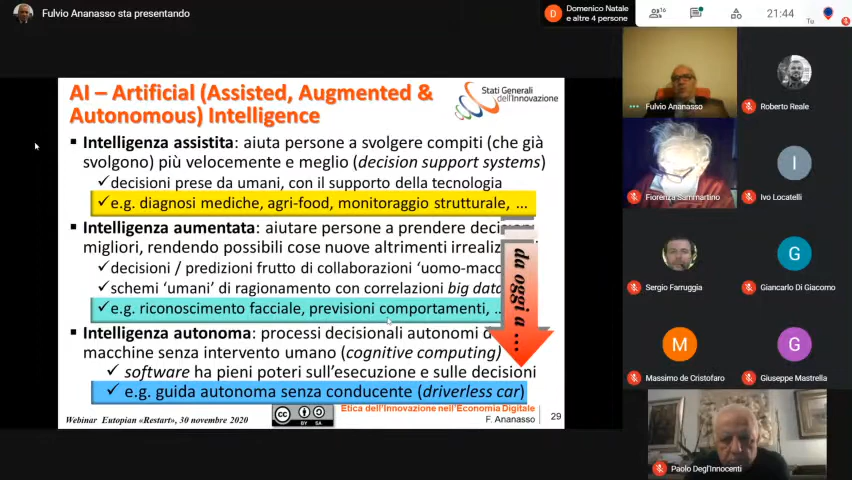 Fulvio Ananasso sta presentando
Domenico Natale
e altre 4 persone
16
21:44
AI – Artificial (Assisted, Augmented &
Autonomous) Intelligence
Stati Generali
dell'Innovazione
▪ Intelligenza assistita: aiuta persone a svolgere compiti (che già
svolgono) più velocemente e meglio (decision support systems)
✓decisioni prese da umani, con il supporto della tecnologia
✓e.g. diagnosi mediche, agri-food, monitoraggio strutturale, ...
▪ Intelligenza aumentata: aiutare persone a prendere
migliori, rendendo possibili cose nuove altrimenti
✓decisioni / predizioni frutto di collaborazioni
✓schemi 'umani' di ragionamento con correlazioni big data
✓e.g. riconoscimento facciale, previsioni comportamenti, ..
da oggi a ...
▪ Intelligenza autonoma: processi decisionali autonomi
macchine senza intervento umano (cognitive computing)
✓ software ha pieni poteri sull'esecuzione e sulle decisioni
✓ e.g. guida autonoma senza conducente (driverless car)
Webinar Eutopian «Restart», 30 novembre 2020
cc
BY SA
Etica dell'Innovazione nell'Economia Digitale
F. Ananasso
29
Fulvio Ananasso
Roberto Reale
Fiorenza Sammartino
I
Ivo Locatelli
Sergio Farruggia
G
Giancarlo Di Giacomo
M
Massimo de Cristofaro
G
Giuseppe Mastrella
Paolo Degl'Innocenti
D